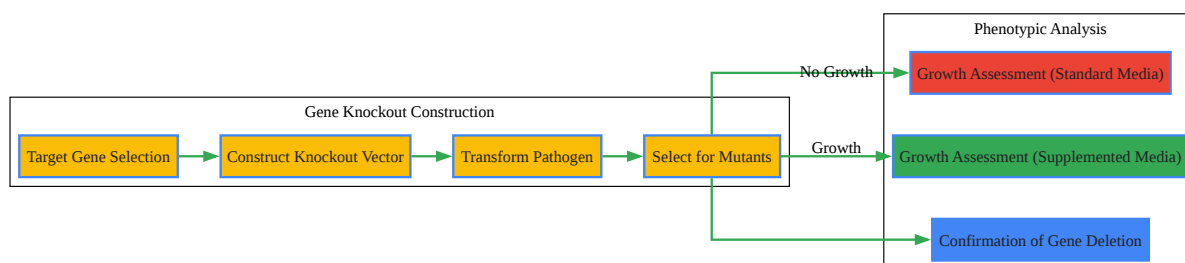 Phenotypic Analysis
No Growth
Growth Assessment (Standard Media)
Gene Knockout Construction
Target Gene Selection
Construct Knockout Vector
Transform Pathogen
Select for Mutants
Growth
Growth Assessment (Supplemented Media)
Confirmation of Gene Deletion